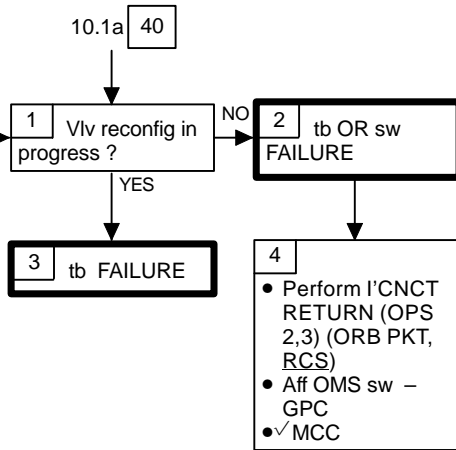 10.1a 40
1 Vlv reconfig in
progress ?
NO
YES
2 tb OR sw
FAILURE
3 tb FAILURE
4
• Perform I'CNCT
RETURN (OPS
2,3) (ORB PKT,
RCS)
• Aff OMS sw –
GPC
•√MCC